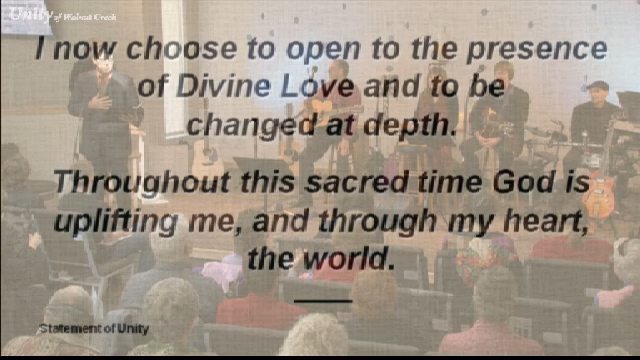 Unity of Walnut Creek
I now choose to open to the presence
of Divine Love and to be
changed at depth.
Throughout this sacred time God is
uplifting me, and through my heart,
the world.
Statement of Unity